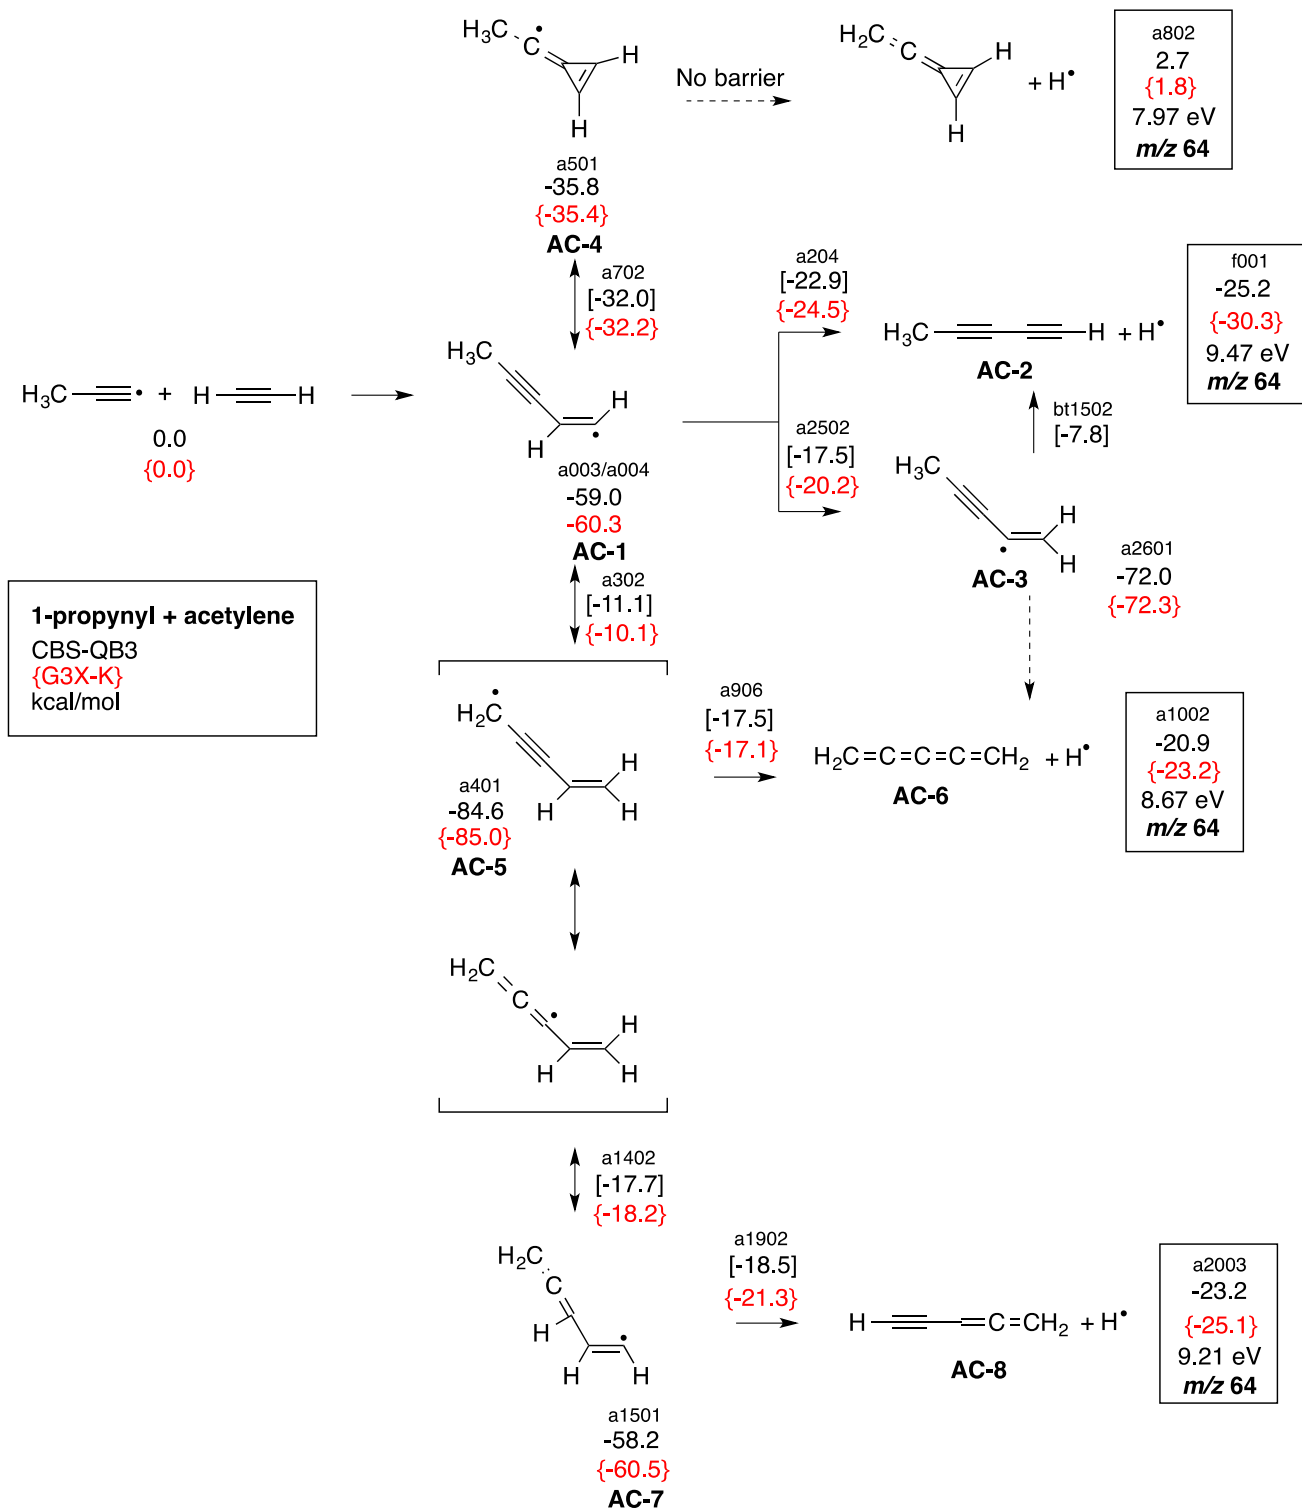 H₃C
C
•
H
H
a501
-35.8
{-35.4}
AC-4
No barrier
H₂C
C
H
H
+ H•
a802
2.7
{1.8}
7.97 eV
m/z 64
a702
[-32.0]
{-32.2}
H₃C • + H H
0.0
{0.0}
H₃C
H
H
•
a003/a004
-59.0
-60.3
AC-1
a204
[-22.9]
{-24.5}
a2502
[-17.5]
{-20.2}
H₃C H + H•
AC-2
f001
-25.2
{-30.3}
9.47 eV
m/z 64
bt1502
[-7.8]
H₃C
H
H
•
AC-3
a2601
-72.0
{-72.3}
1-propynyl + acetylene
CBS-QB3
{G3X-K}
kcal/mol
a302
[-11.1]
{-10.1}
•
H₂C
H
H
H
a401
-84.6
{-85.0}
AC-5
a906
[-17.5]
{-17.1}
H₂C=C=C=C=CH₂ + H•
AC-6
a1002
-20.9
{-23.2}
8.67 eV
m/z 64
H₂C
C
•
H
H
H
a1402
[-17.7]
{-18.2}
H₂C
C
H
•
H
H
a1501
-58.2
{-60.5}
AC-7
a1902
[-18.5]
{-21.3}
H C=CH₂ + H•
AC-8
a2003
-23.2
{-25.1}
9.21 eV
m/z 64